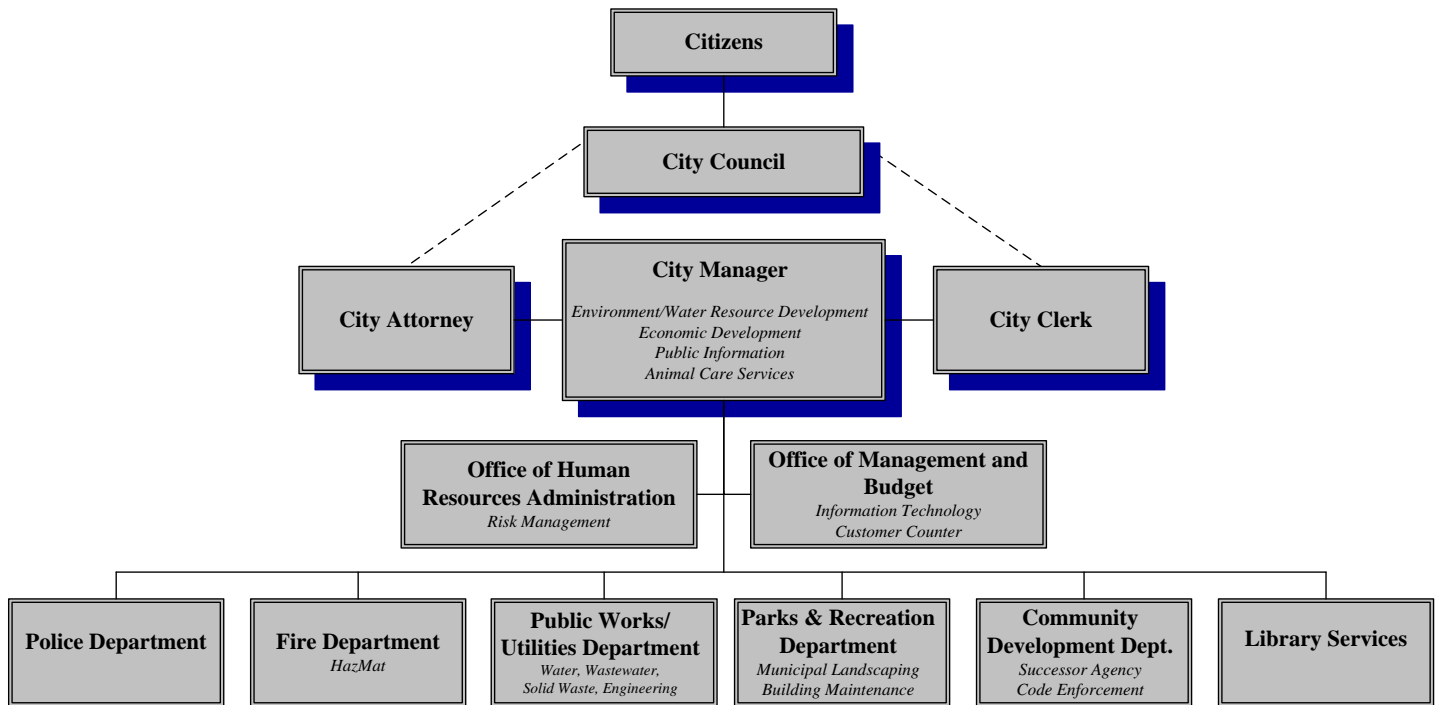 Citizens
City Council
City Attorney
City Manager
Environment/Water Resource Development
Economic Development
Public Information
Animal Care Services
City Clerk
Office of Human
Resources Administration
Risk Management
Office of Management and
Budget
Information Technology
Customer Counter
Police Department
Fire Department
HazMat
Public Works/
Utilities Department
Water, Wastewater,
Solid Waste, Engineering
Parks & Recreation
Department
Municipal Landscaping
Building Maintenance
Community
Development Dept.
Successor Agency
Code Enforcement
Library Services